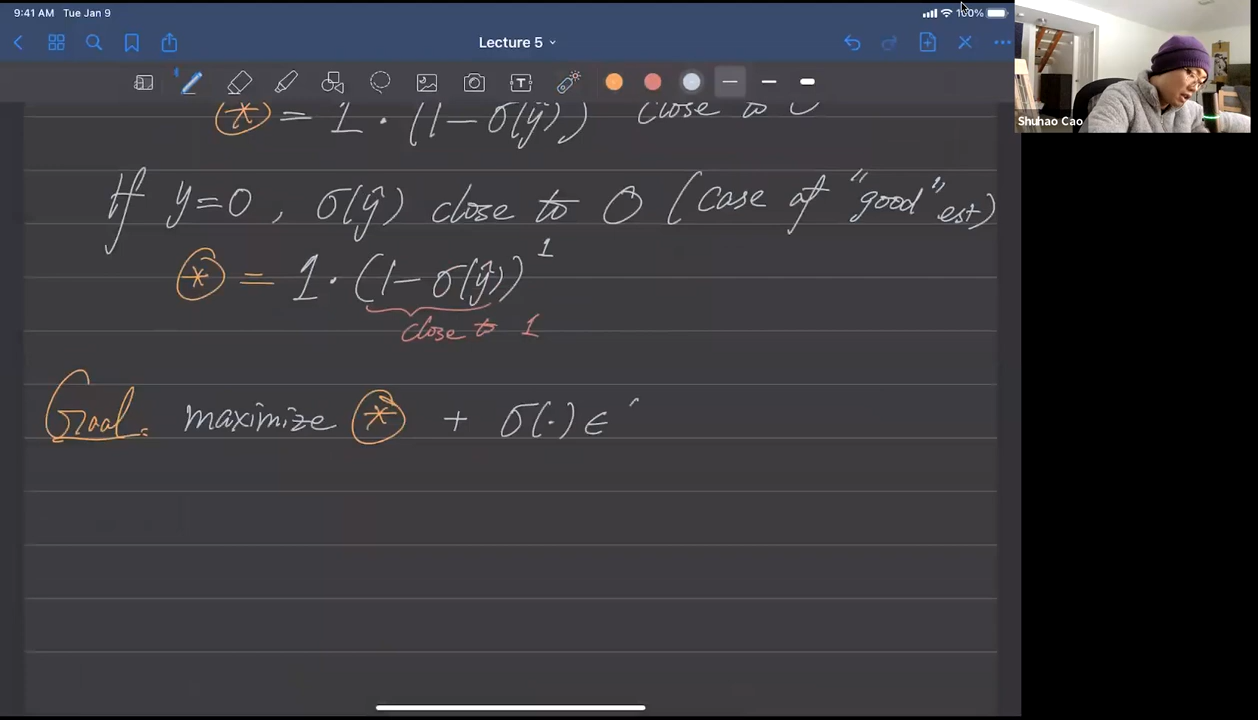 9:41 AM Tue Jan 9
100%
Lecture 5
Shuhao Cao
⊛ = 1 · (1 − σ(ŷ)) close to 0
If y=0, σ(ŷ) close to 0 (case of "good" est)
⊛ = 1 · (1 − σ(ŷ))¹
close to 1
Goal: maximize ⊛ + σ(·) ∈